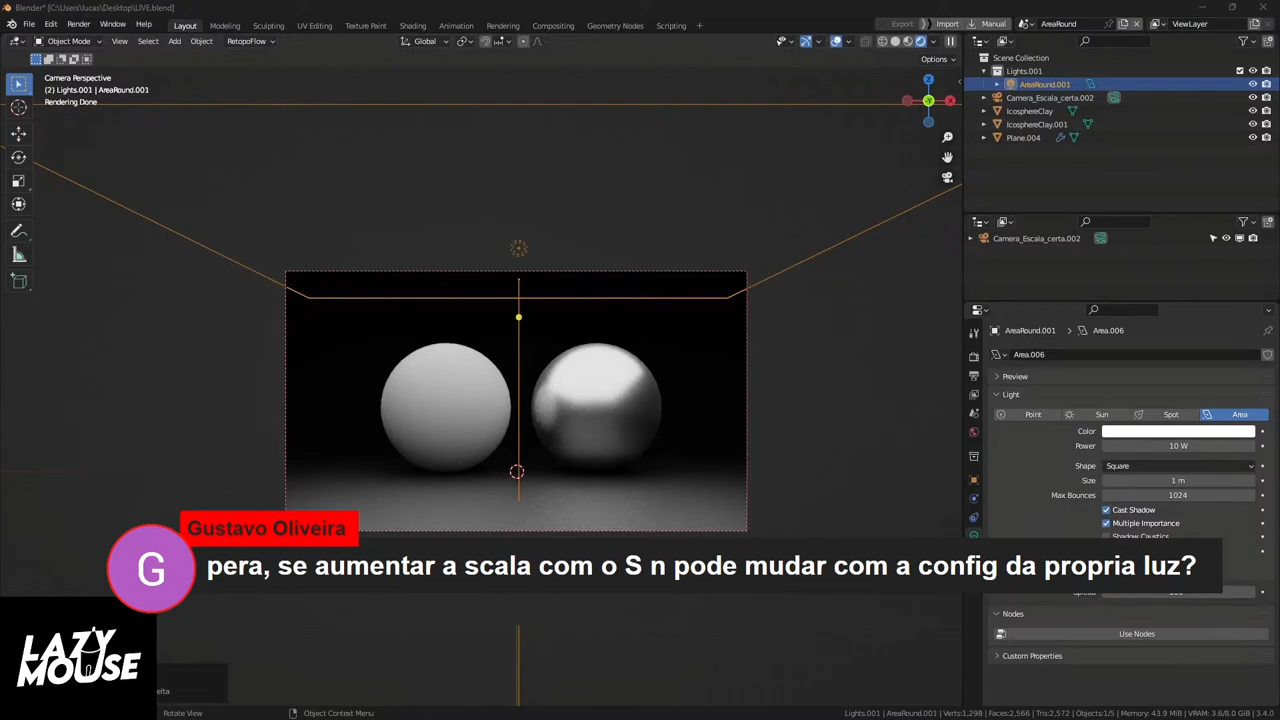 Blender* [C:\Users\lucas\Desktop\LIVE.blend]
File Edit Render Window Help
Layout Modeling Sculpting UV Editing Texture Paint Shading Animation Rendering Compositing Geometry Nodes Scripting +
Export Import Manual
AreaRound ViewLayer
Object Mode View Select Add Object RetopoFlow
Global
Options
Camera Perspective
(2) Lights.001 | AreaRound.001
Rendering Done
X
-Y
Z
Scene Collection
Lights.001
AreaRound.001
Camera_Escala_certa.002
IcosphereClay
IcosphereClay.001
Plane.004
Camera_Escala_certa.002
AreaRound.001 > Area.006
Area.006
Preview
Light
Point Sun Spot Area
Color
Power 10 W
Shape Square
Size 1 m
Max Bounces 1024
Cast Shadow
Multiple Importance
Shadow Caustics
Gustavo Oliveira
G
pera, se aumentar a scala com o S n pode mudar com a config da propria luz?
Nodes
Use Nodes
Custom Properties
LAZY
MOUSE
elta
Rotate View
Object Context Menu
Lights.001 | AreaRound.001 | Verts:1,298 | Faces:2,566 | Tris:2,572 | Objects:1/5 | Memory: 43.9 MiB | VRAM: 3.6/8.0 GiB | 3.4.0